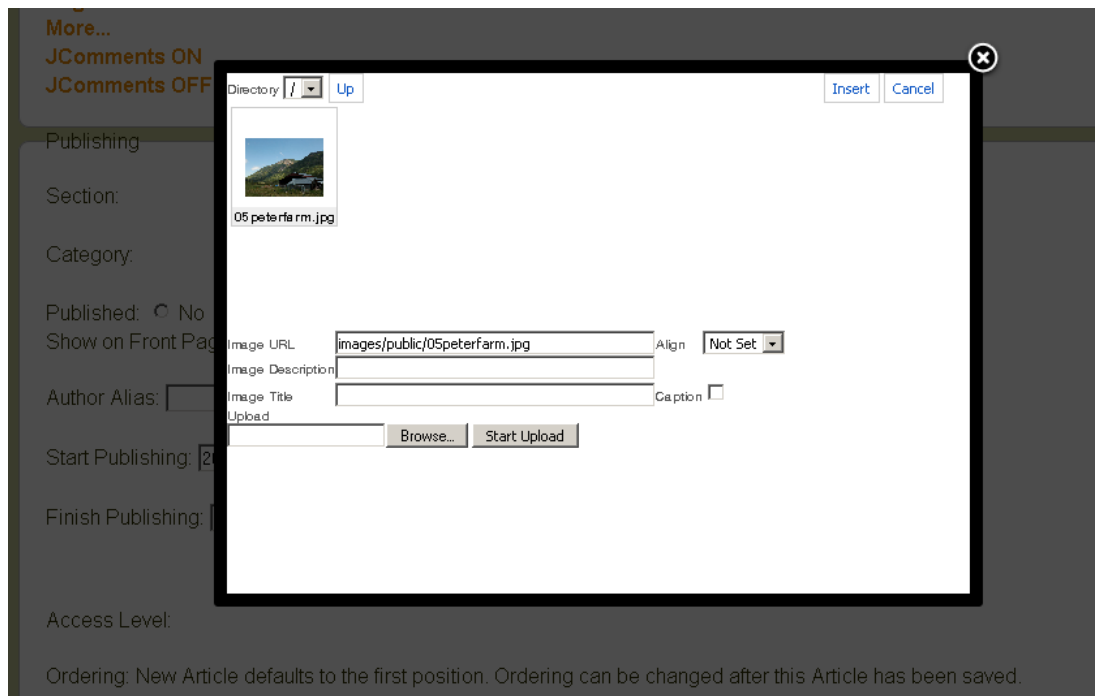 More...
JComments ON
JComments OFF
Directory / Up Insert Cancel
05peterfarm.jpg
Publishing
Section:
Category:
Published: No
Show on Front Pag
Image URL images/public/05peterfarm.jpg Align Not Set
Image Description
Image Title Caption
Upload
Browse... Start Upload
Author Alias:
Start Publishing:
Finish Publishing:
Access Level:
Ordering: New Article defaults to the first position. Ordering can be changed after this Article has been saved.